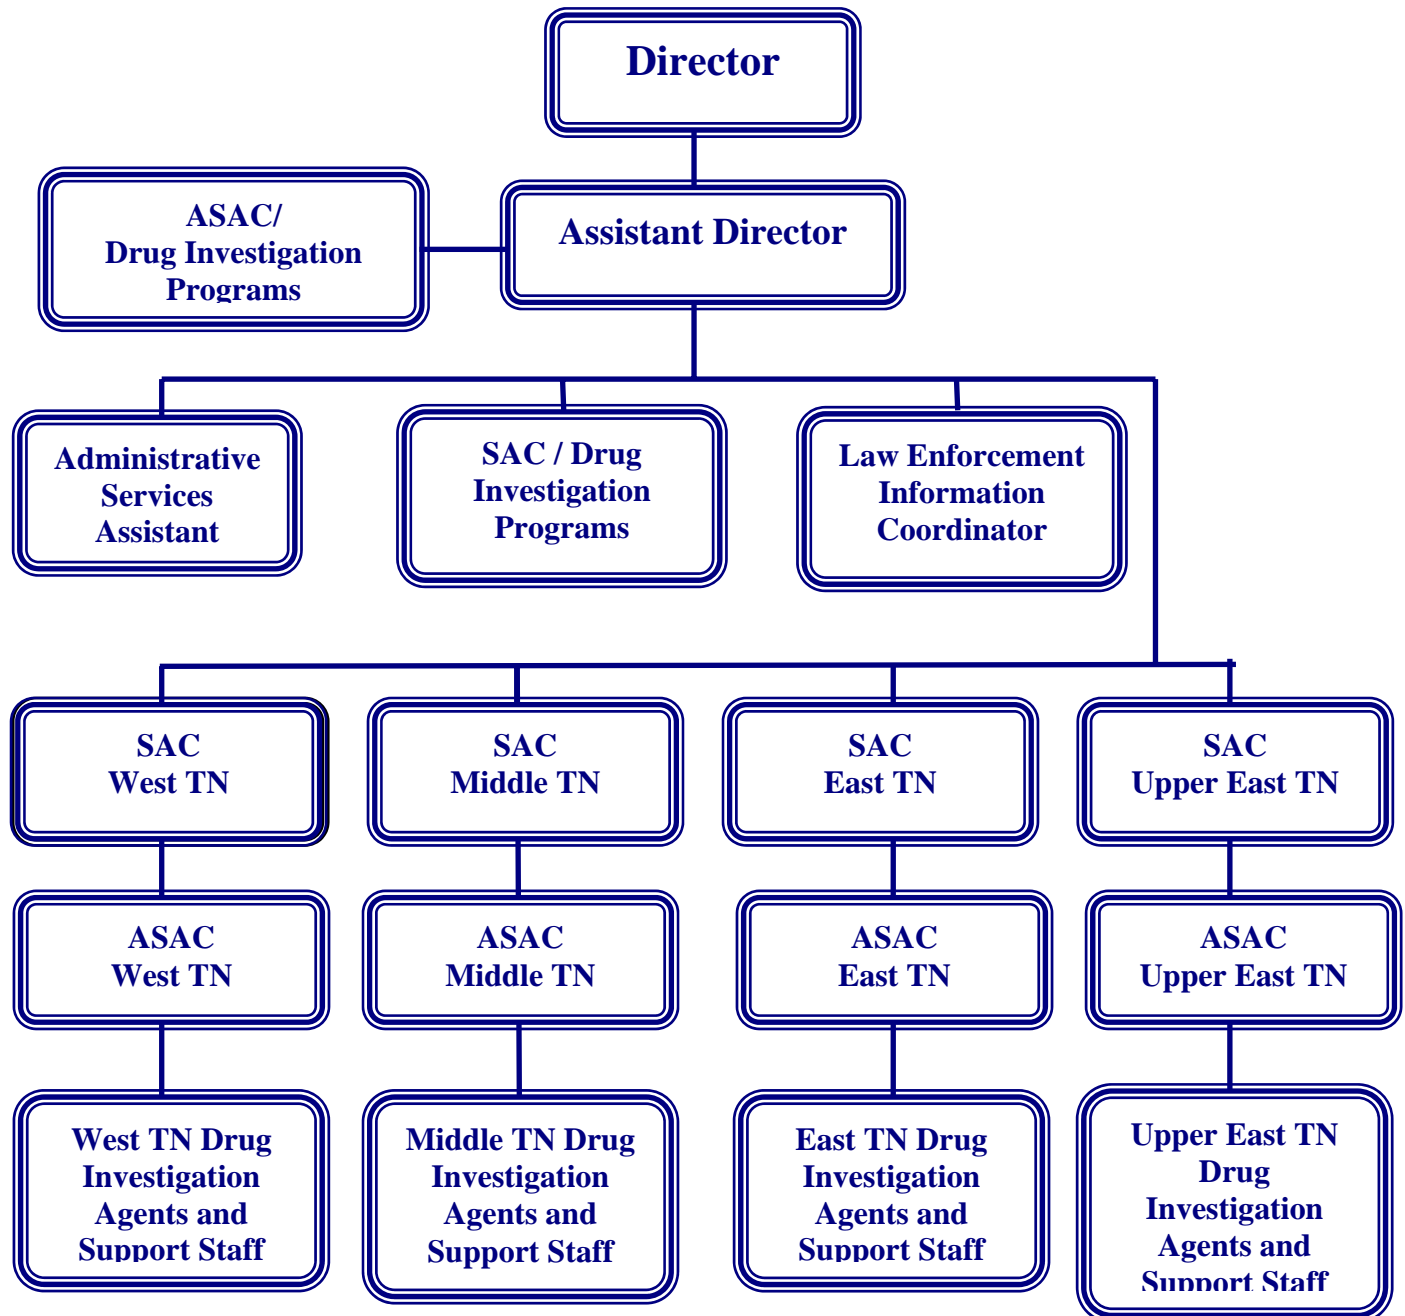 Director
ASAC/
Drug Investigation
Programs
Assistant Director
Administrative
Services
Assistant
SAC / Drug
Investigation
Programs
Law Enforcement
Information
Coordinator
SAC
West TN
SAC
Middle TN
SAC
East TN
SAC
Upper East TN
ASAC
West TN
ASAC
Middle TN
ASAC
East TN
ASAC
Upper East TN
West TN Drug
Investigation
Agents and
Support Staff
Middle TN Drug
Investigation
Agents and
Support Staff
East TN Drug
Investigation
Agents and
Support Staff
Upper East TN
Drug
Investigation
Agents and
Support Staff